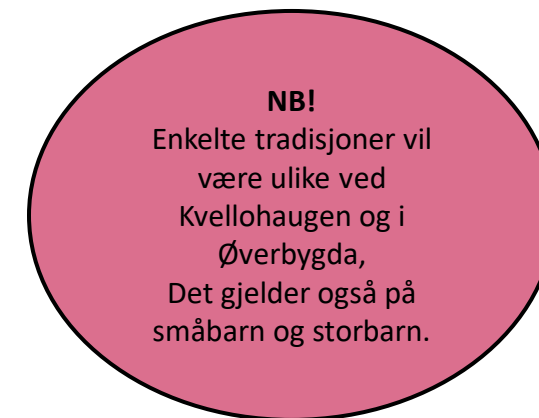 NB!
Enkelte tradisjoner vil
være ulike ved
Kvellohaugen og i
Øverbygda,
Det gjelder også på
småbarn og storbarn.